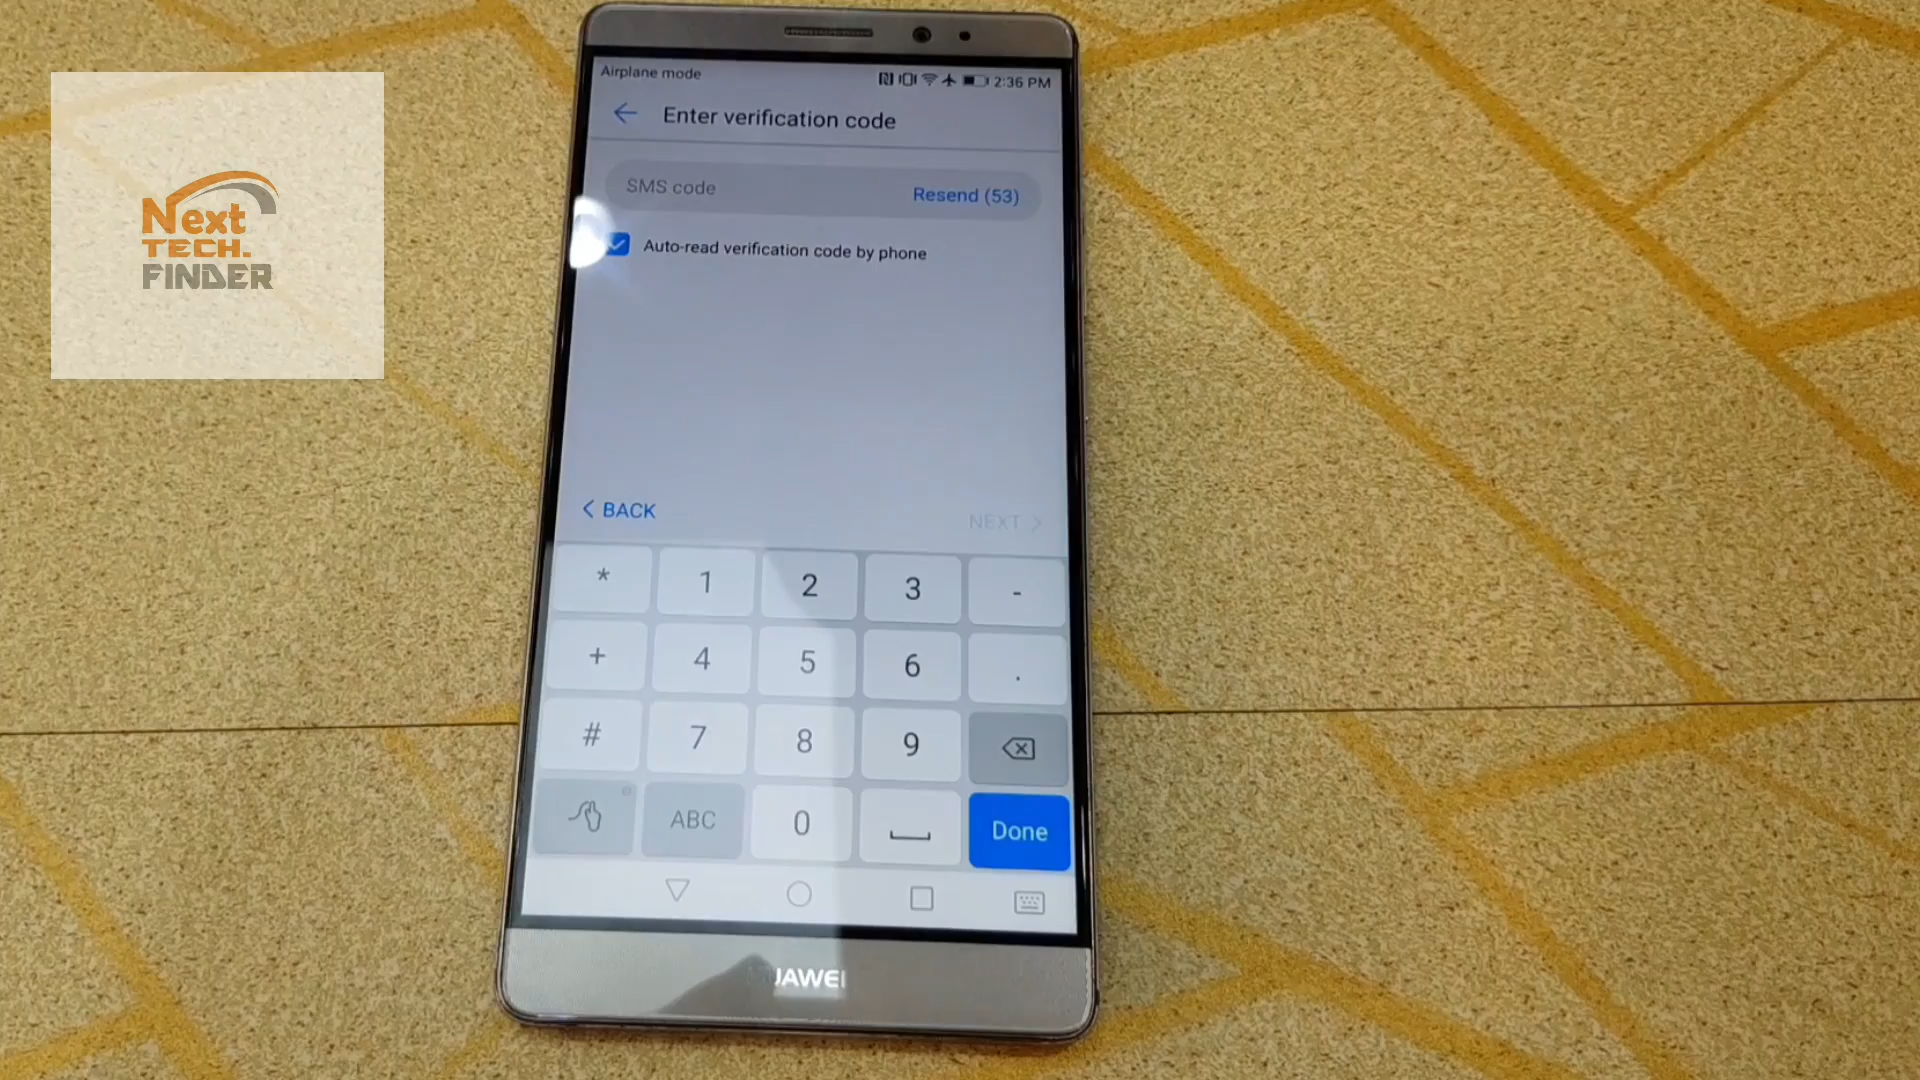 Next
TECH.
FINDER
Airplane mode
2:36 PM
Enter verification code
SMS code
Resend (53)
Auto-read verification code by phone
BACK
NEXT
* 1 2 3 -
+ 4 5 6 .
# 7 8 9
ABC 0 Done
UAWEI